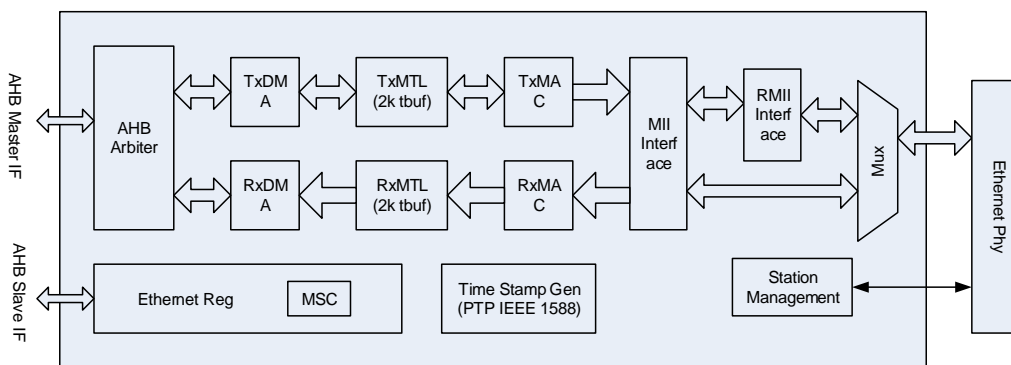 AHB Master IF
AHB Slave IF
AHB
Arbiter
TxDM
A
TxMTL
(2k tbuf)
TxMA
C
MII
Interf
ace
RMII
Interf
ace
Mux
Ethernet Phy
RxDM
A
RxMTL
(2k tbuf)
RxMA
C
Ethernet Reg
MSC
Time Stamp Gen
(PTP IEEE 1588)
Station
Management